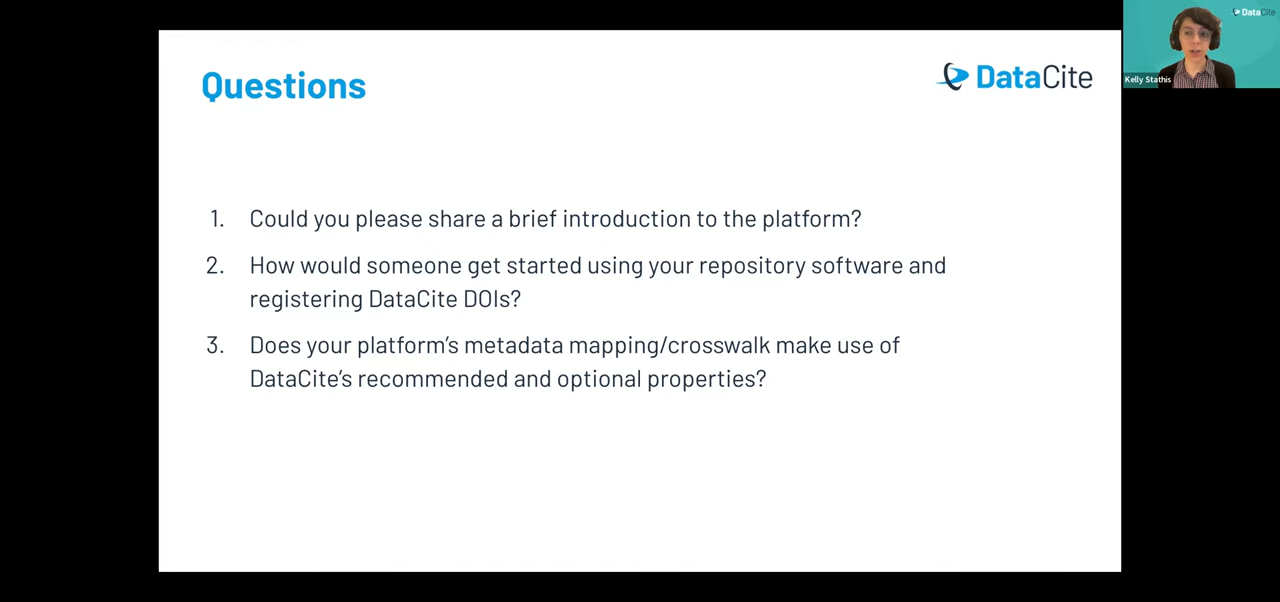 Questions
DataCite
DataCite
Kelly Stathis
1. Could you please share a brief introduction to the platform?
2. How would someone get started using your repository software and
registering DataCite DOIs?
3. Does your platform's metadata mapping/crosswalk make use of
DataCite's recommended and optional properties?